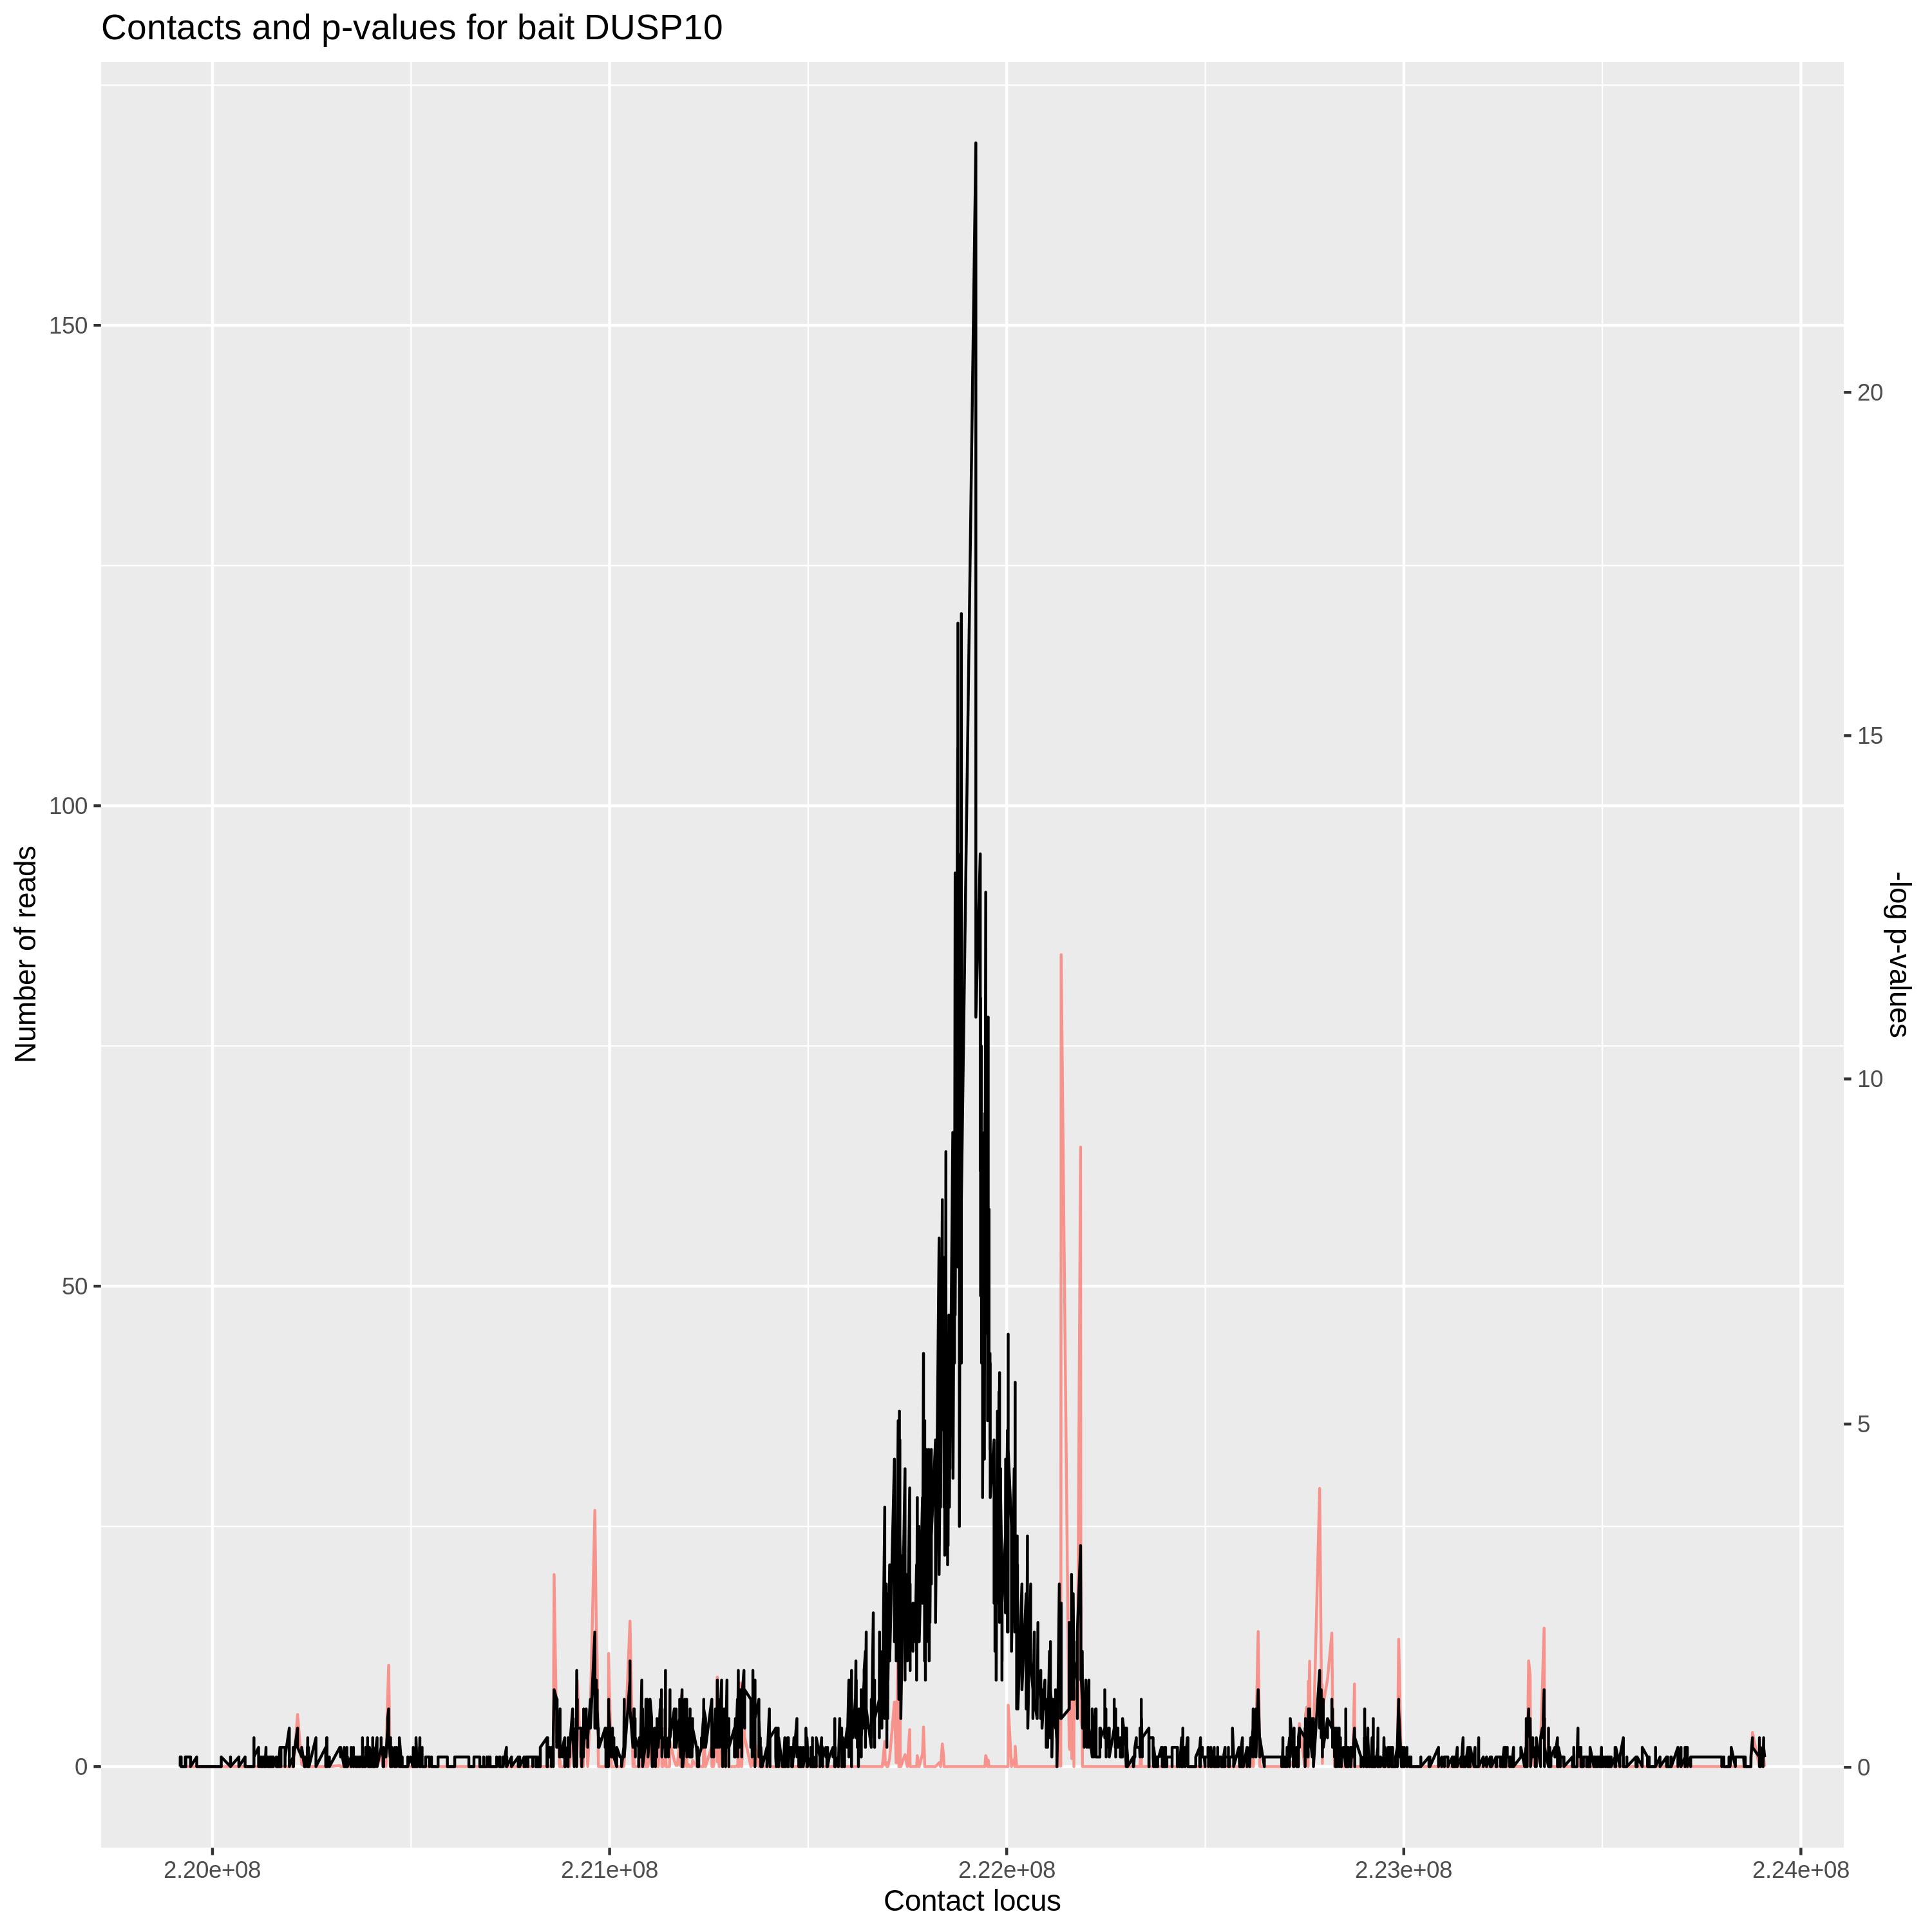 Contacts and p-values for bait DUSP10
150
100
50
0
Number of reads
20
15
10
5
0
-log p-values
2.20e+08
2.21e+08
2.22e+08
2.23e+08
2.24e+08
Contact locus